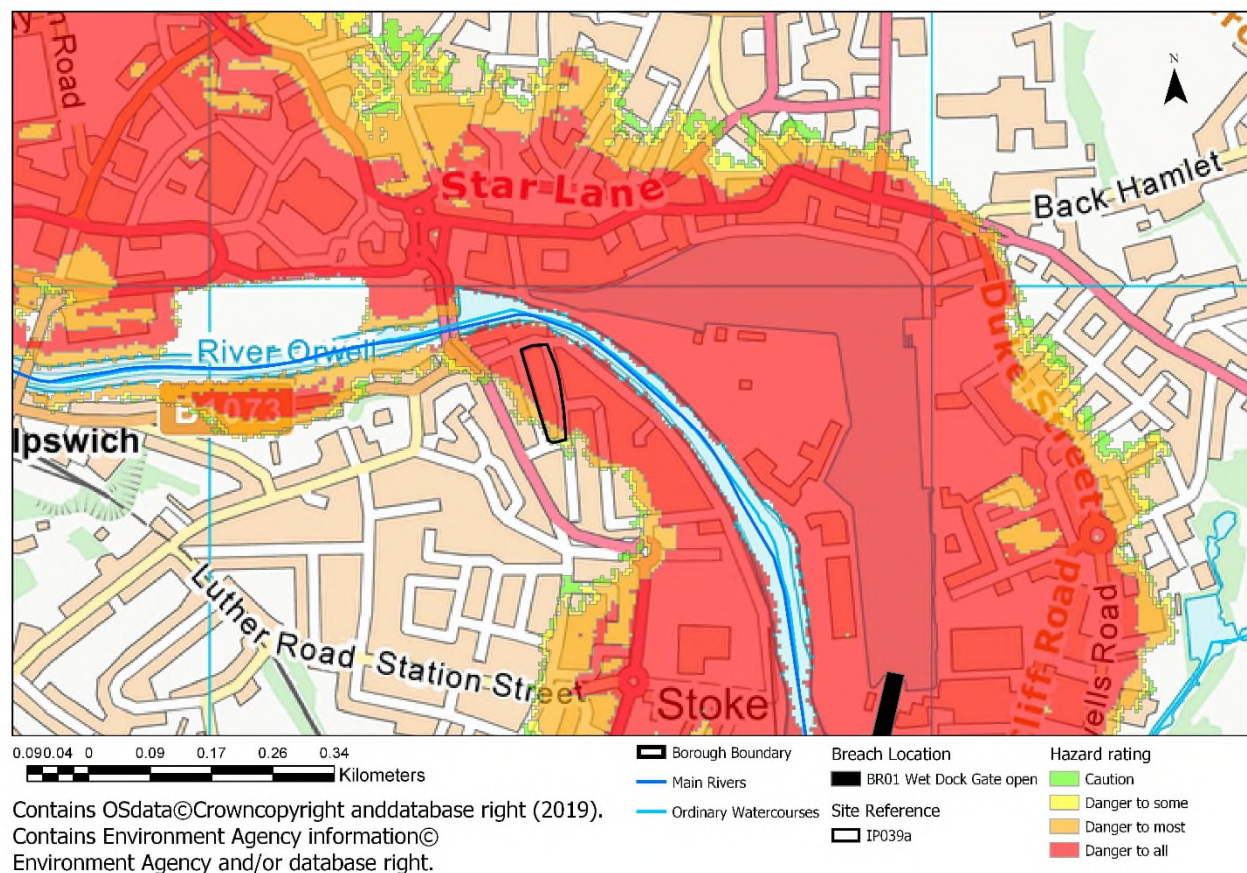 Road
Star Lane
N
Back Hamlet
Duke Street
River Orwell
Ipswich
Luther Road
Station Street
Stoke
Cliff Road
0.09 0.04 0 0.09 0.17 0.26 0.34
Kilometers
Borough Boundary
Main Rivers
Ordinary Watercourses
Breach Location
BR01 Wet Dock Gate open
Site Reference
IP039a
Hazard rating
Caution
Danger to some
Danger to most
Danger to all
Contains OSdata©Crowncopyright anddatabase right (2019).
Contains Environment Agency information©
Environment Agency and/or database right.